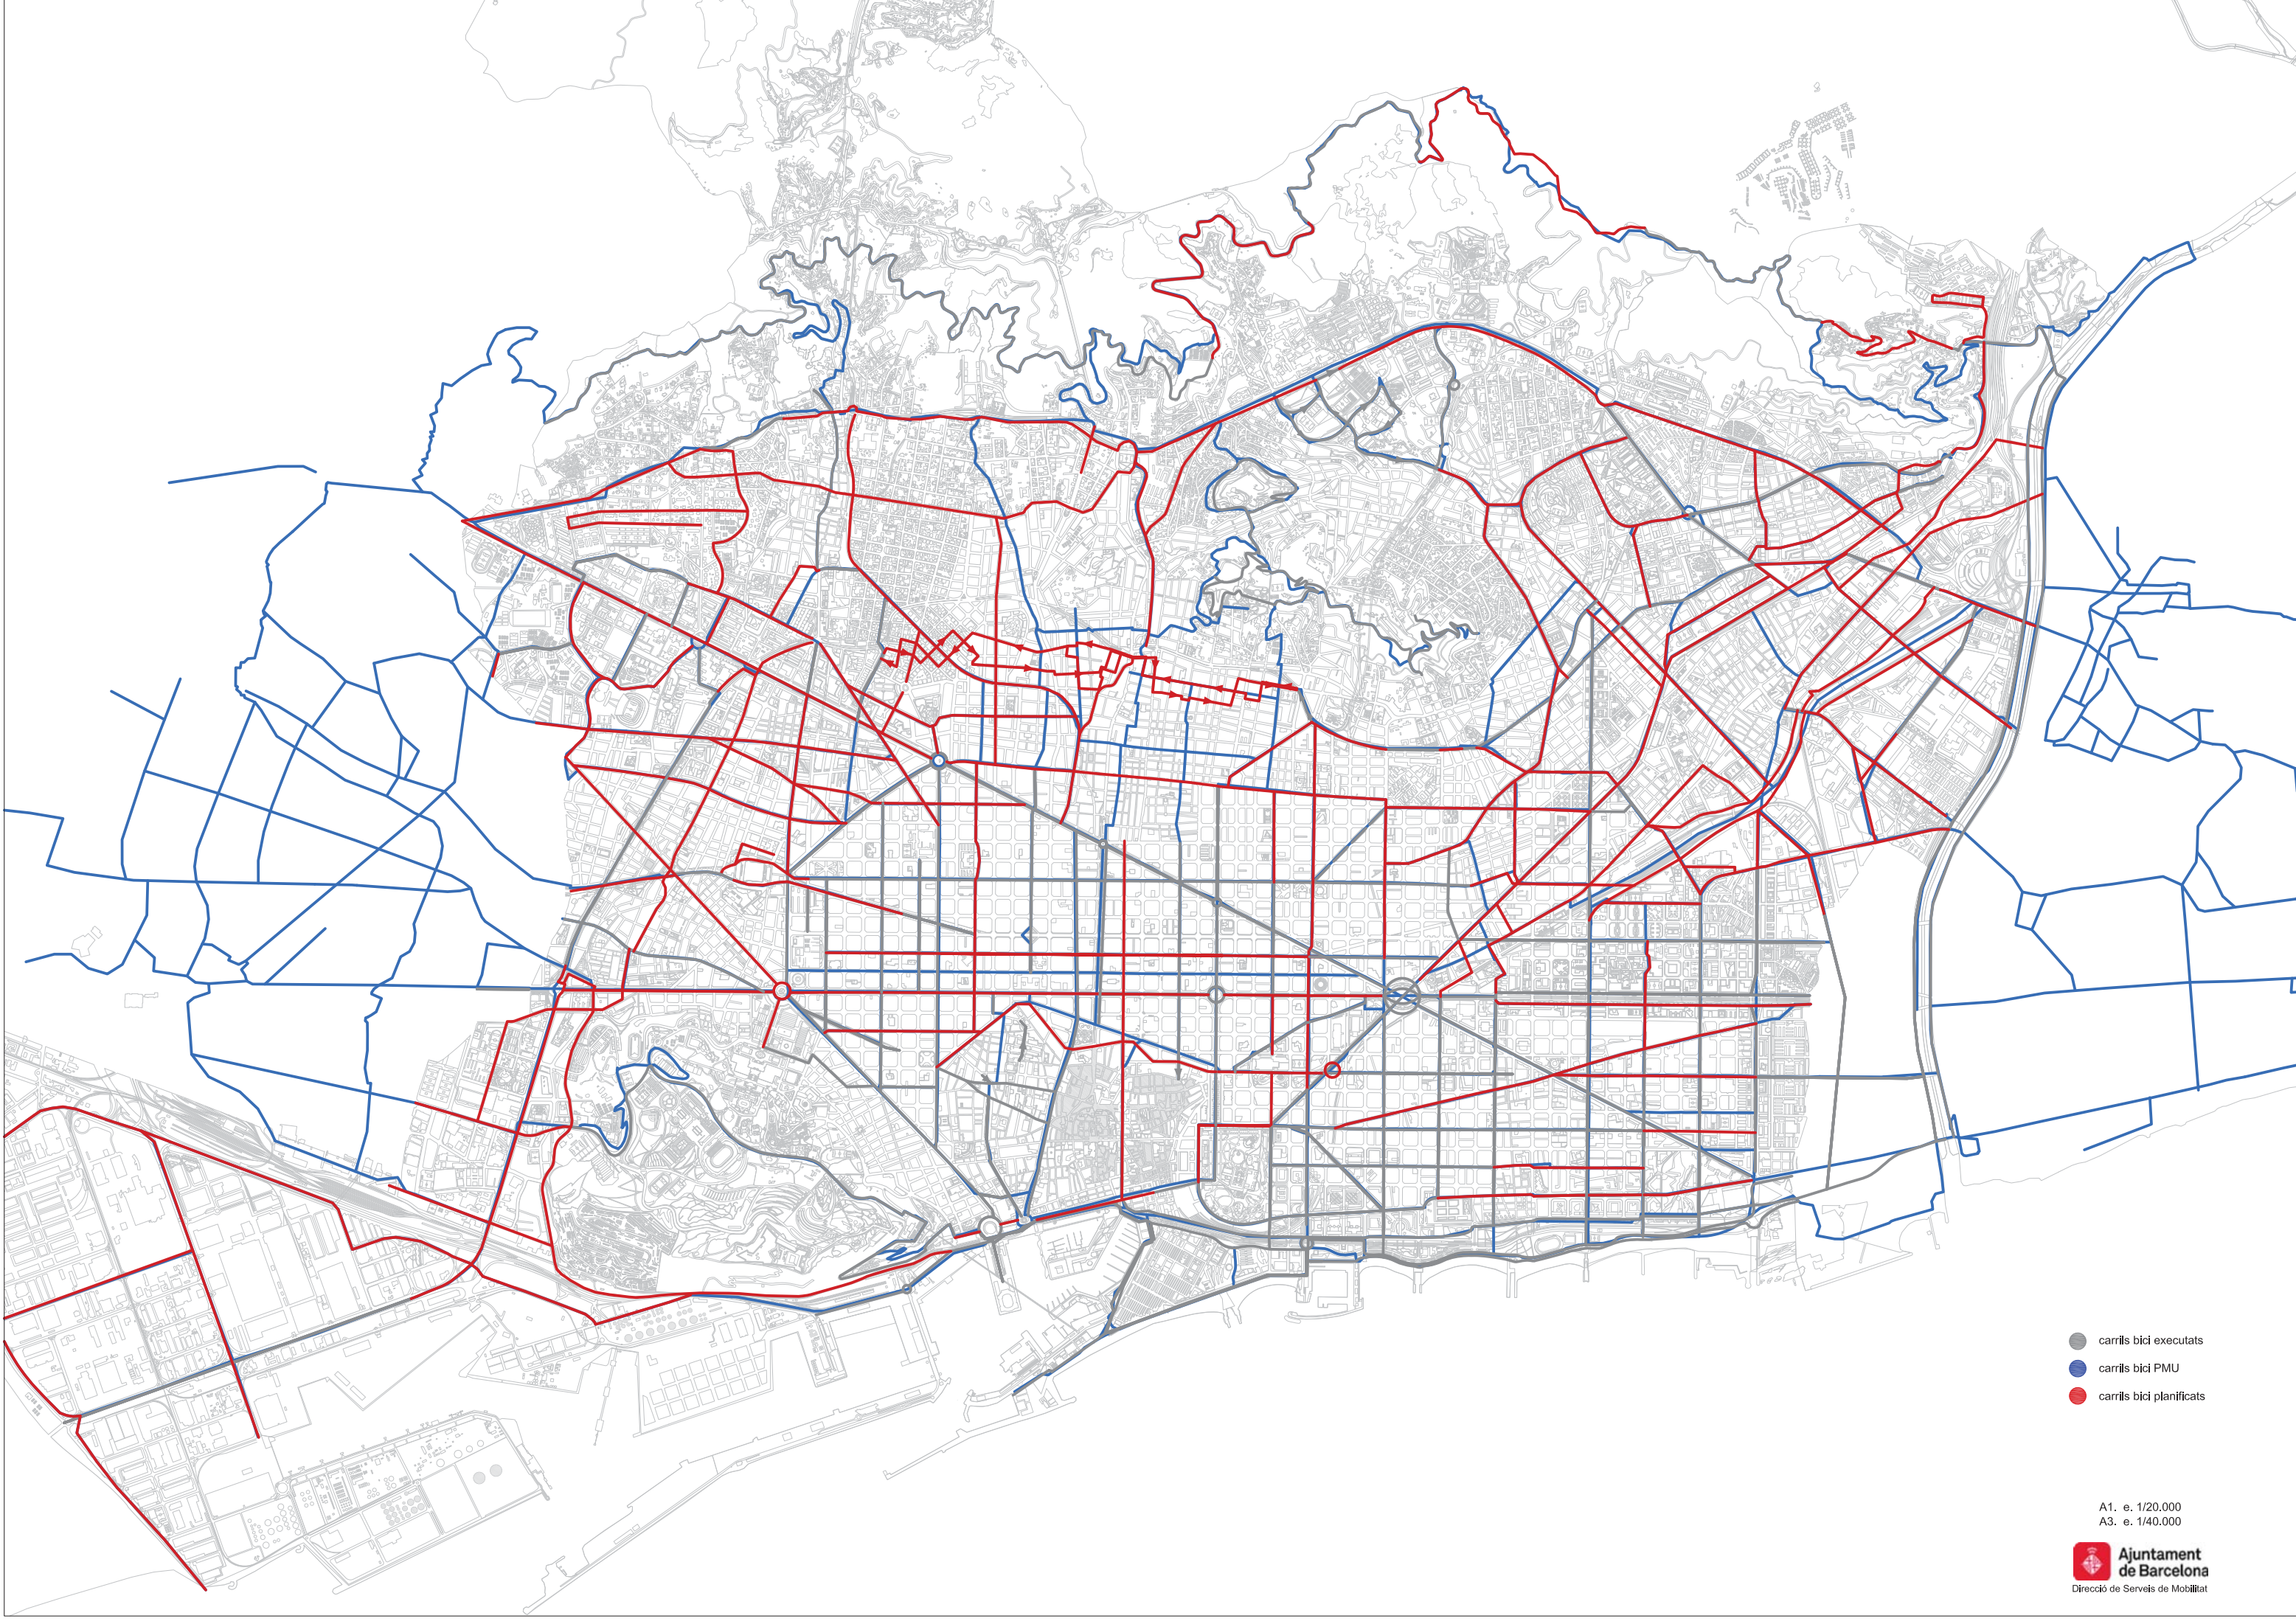 carrils bici executats
carrils bici PMU
carrils bici planificats
A1. e. 1/20.000
A3. e. 1/40.000
Ajuntament
de Barcelona
Direcció de Serveis de Mobilitat